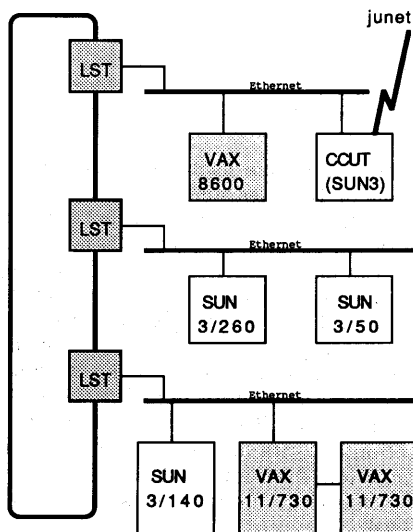 junet
LST
Ethernet
VAX
8600
CCUT
(SUN3)
LST
Ethernet
SUN
3/260
SUN
3/50
LST
Ethernet
SUN
3/140
VAX
11/730
VAX
11/730